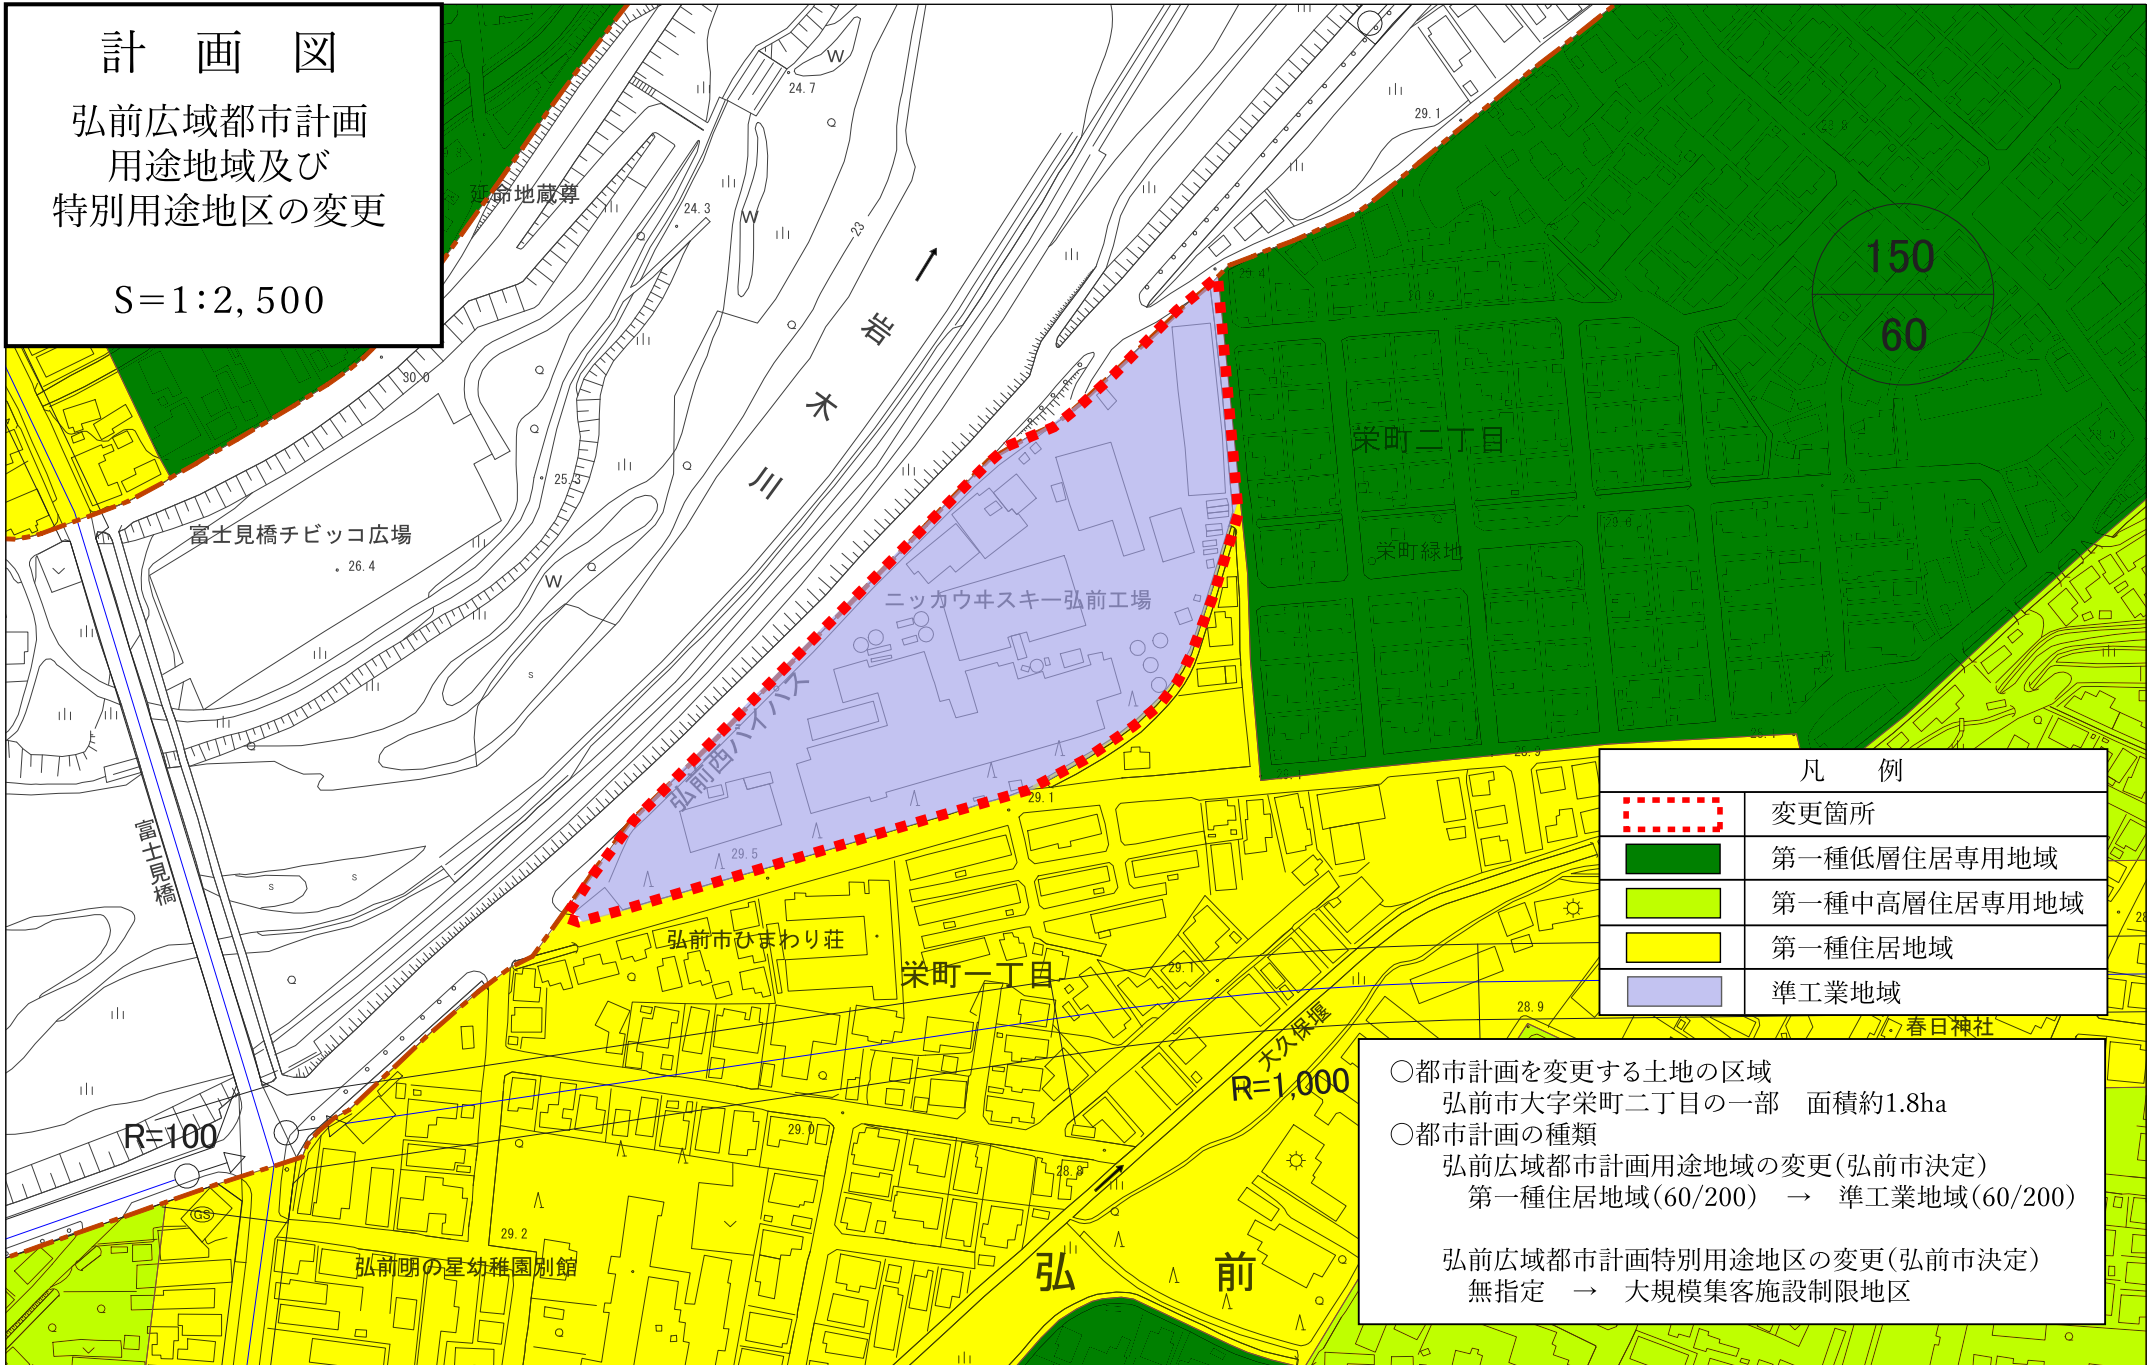 計 画 図
弘前広域都市計画
用途地域及び
特別用途地区の変更
S=1:2,500
延命地蔵尊
24.7
24.3
23
29.1
W
W
W
岩
木
川
30.0
25.3
富士見橋チビッコ広場
26.4
富士見橋
150
60
栄町二丁目
栄町緑地
ニッカウヰスキー弘前工場
弘前西バイパス
29.5
29.1
28.9
弘前市ひまわり荘
栄町一丁目
29.1
大久保堰
R=1,000
R=100
GS
29.0
28.8
29.2
28.9
弘前明の星幼稚園別館
弘 前
春日神社
凡 例
変更箇所
第一種低層住居専用地域
第一種中高層住居専用地域
第一種住居地域
準工業地域
○都市計画を変更する土地の区域
弘前市大字栄町二丁目の一部 面積約1.8ha
○都市計画の種類
弘前広域都市計画用途地域の変更(弘前市決定)
第一種住居地域(60/200) → 準工業地域(60/200)
弘前広域都市計画特別用途地区の変更(弘前市決定)
無指定 → 大規模集客施設制限地区